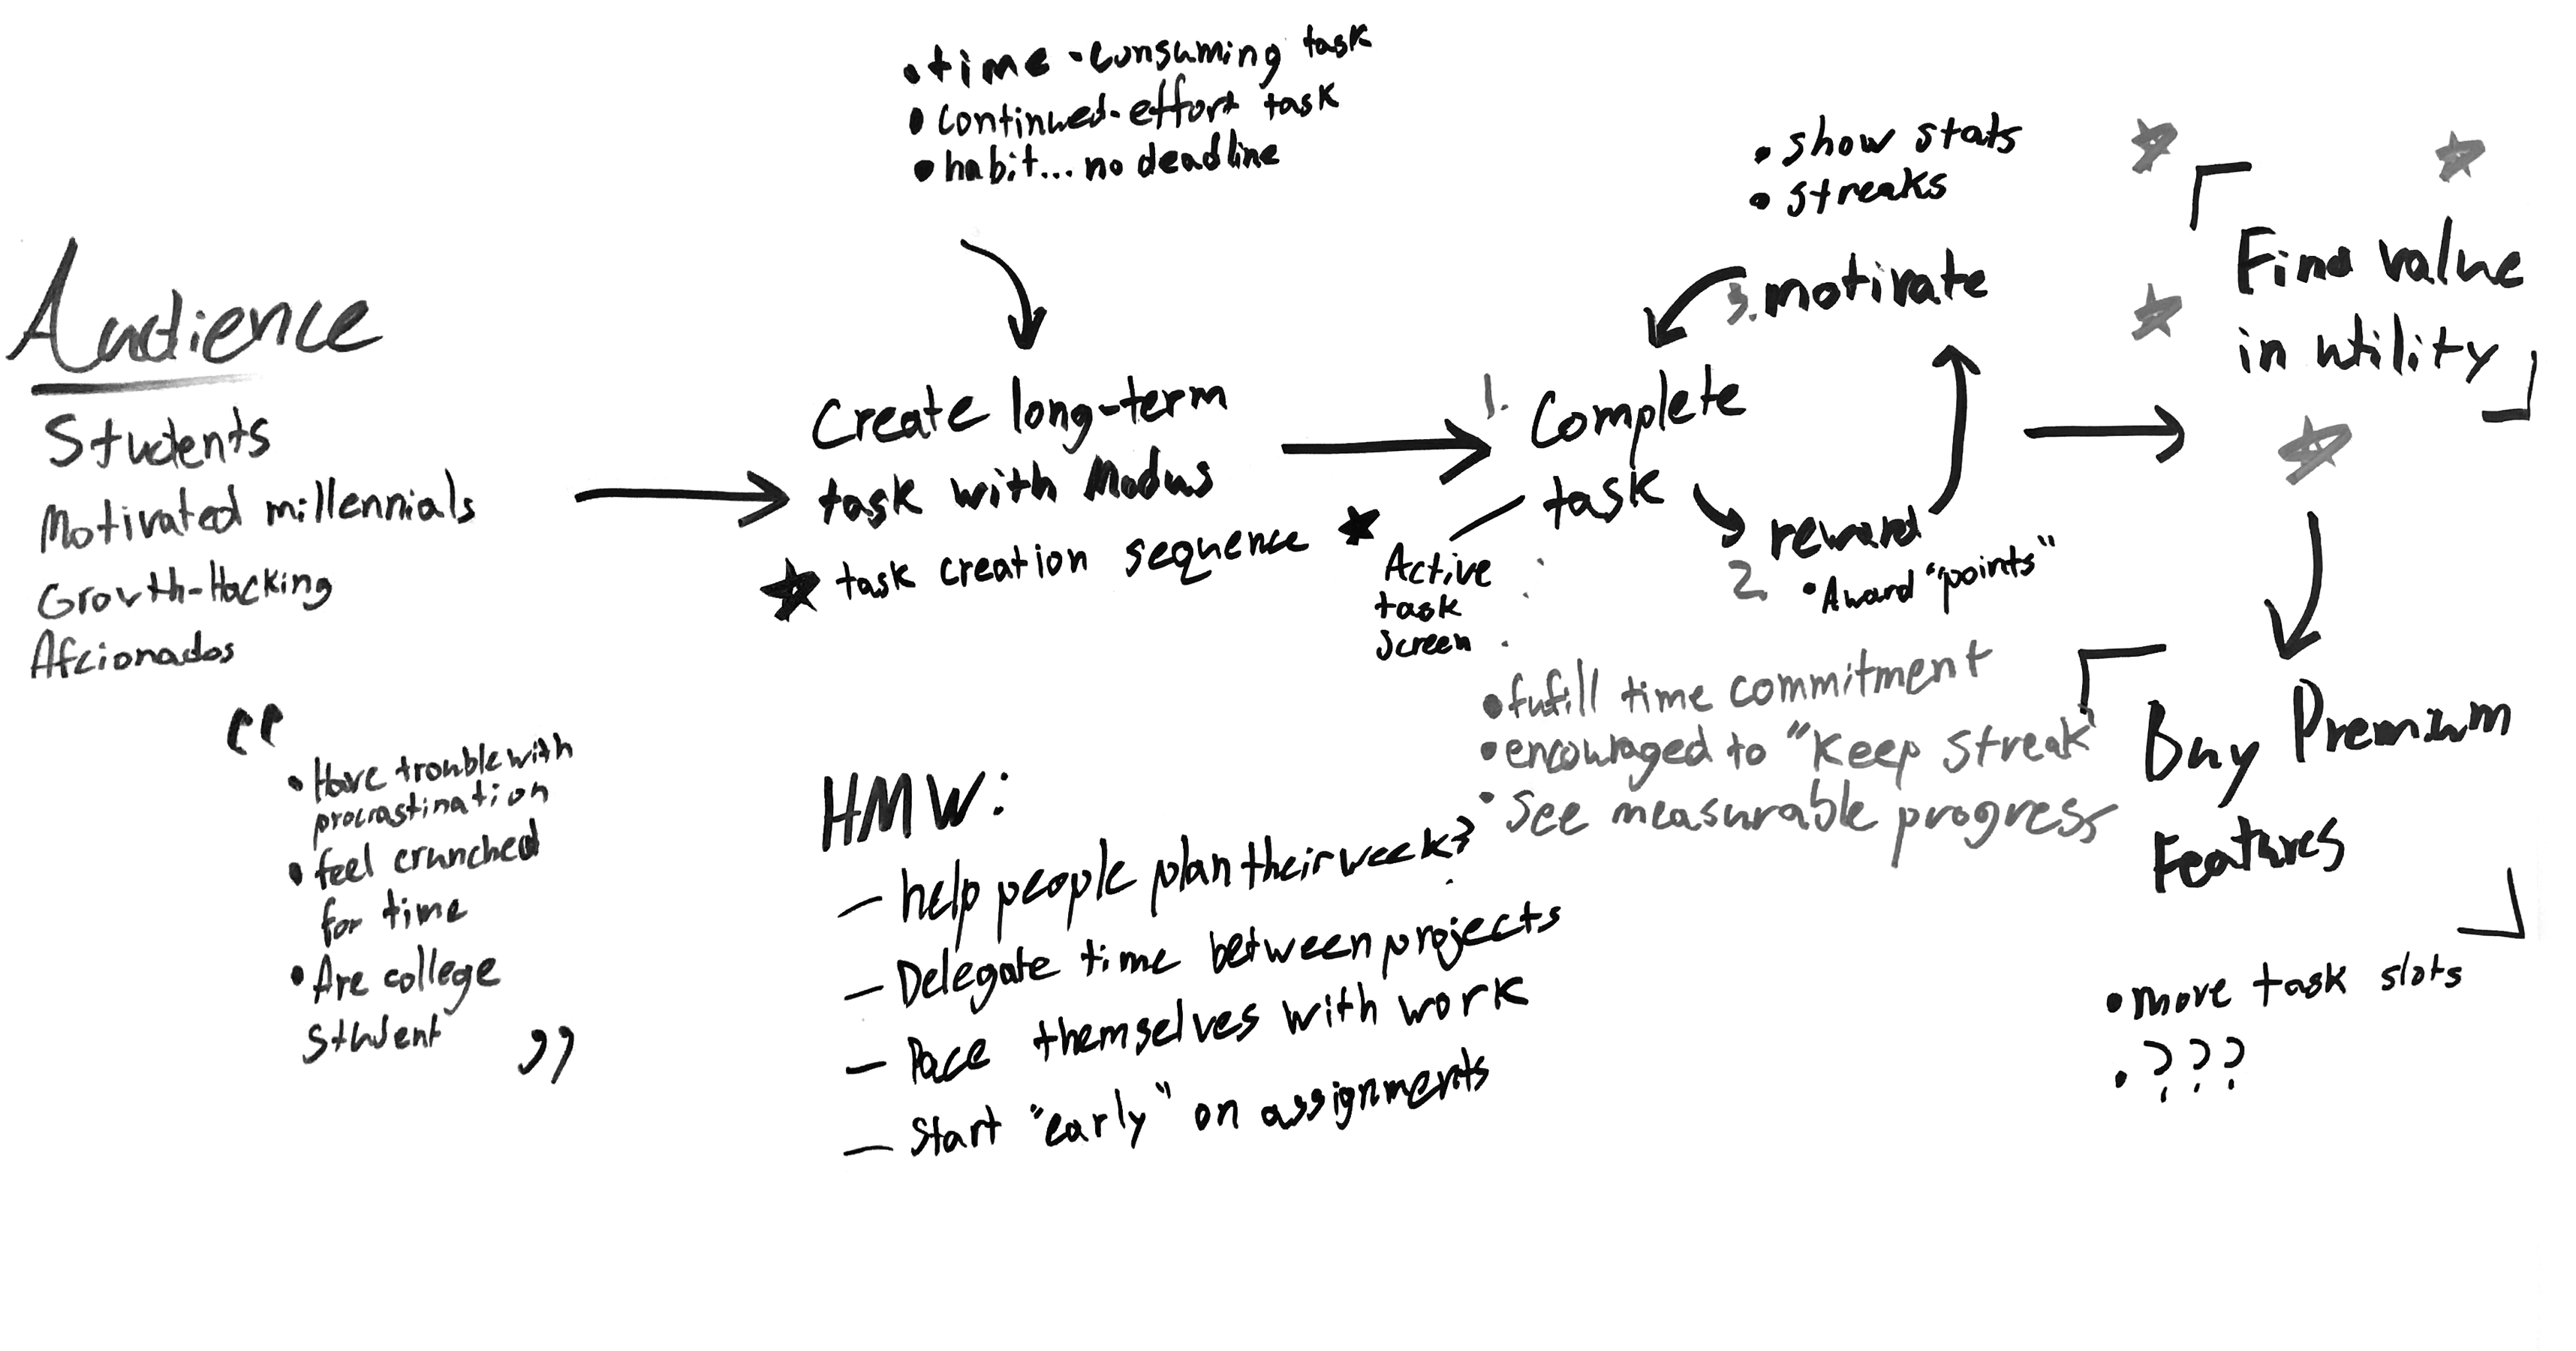 • time-consuming task
• continued-effort task
• habit... no deadline
Audience
Students
Motivated millennials
Growth-Hacking
Afcionados
“
• Have trouble with
procrastination
• feel crunched
for time
• Are college
student
”
Create long-term
task with Modus
★ task creation sequence ★
1. Complete
task
Active
task
Screen
reward
2.
• Award "points"
• show stats
• streaks
3. motivate
• fufill time commitment
• encouraged to "Keep Streak"
• See measurable progress
HMW:
— help people plan their week?
— Delegate time between projects
— Pace themselves with work
— Start "early" on assignments
Find value
in utility
Buy Premium
Features
• more task slots
• ???